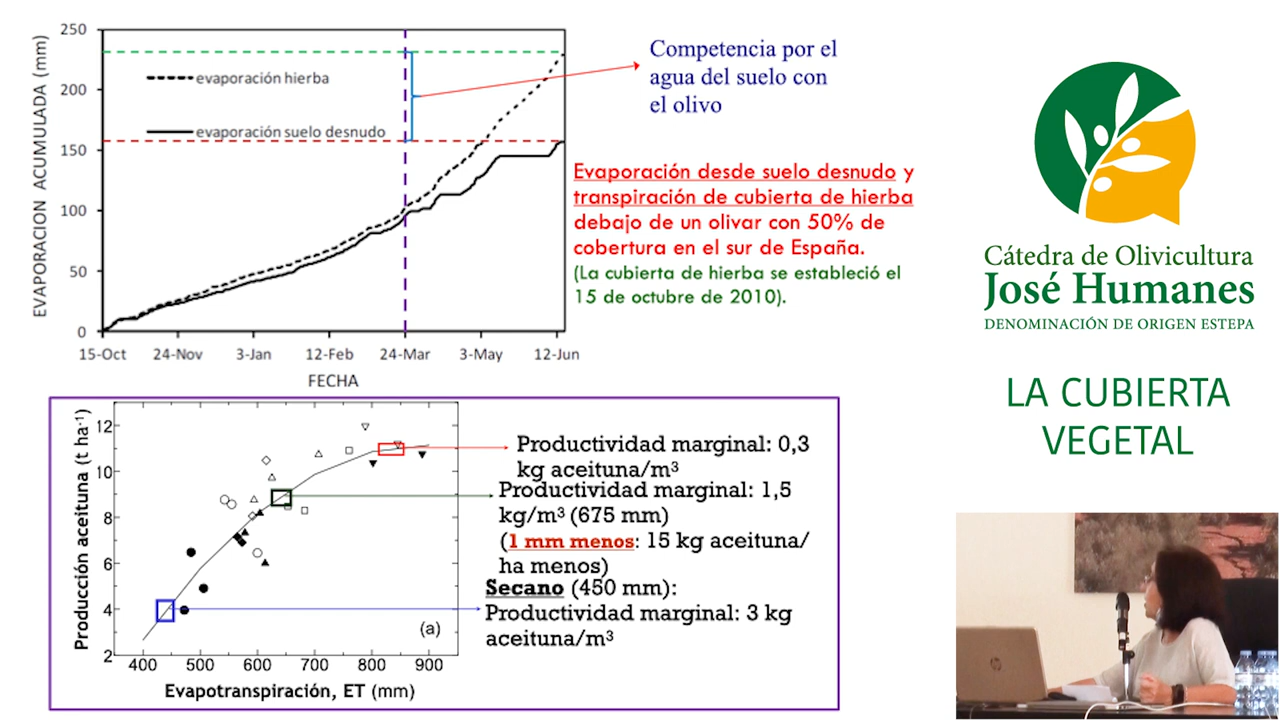 250
200
150
100
50
0
EVAPORACION ACUMULADA (mm)
evaporación hierba
evaporación suelo desnudo
15-Oct 24-Nov 3-Jan 12-Feb 24-Mar 3-May 12-Jun
FECHA
Competencia por el
agua del suelo con
el olivo
Evaporación desde suelo desnudo y
transpiración de cubierta de hierba
debajo de un olivar con 50% de
cobertura en el sur de España.
(La cubierta de hierba se estableció el
15 de octubre de 2010).
12
10
8
6
4
2
Producción aceituna (t ha-¹)
(a)
400 500 600 700 800 900
Evapotranspiración, ET (mm)
Productividad marginal: 0,3
kg aceituna/m³
Productividad marginal: 1,5
kg/m³ (675 mm)
(1 mm menos: 15 kg aceituna/
ha menos)
Secano (450 mm):
Productividad marginal: 3 kg
aceituna/m³
Cátedra de Olivicultura
José Humanes
DENOMINACIÓN DE ORIGEN ESTEPA
LA CUBIERTA
VEGETAL
hp